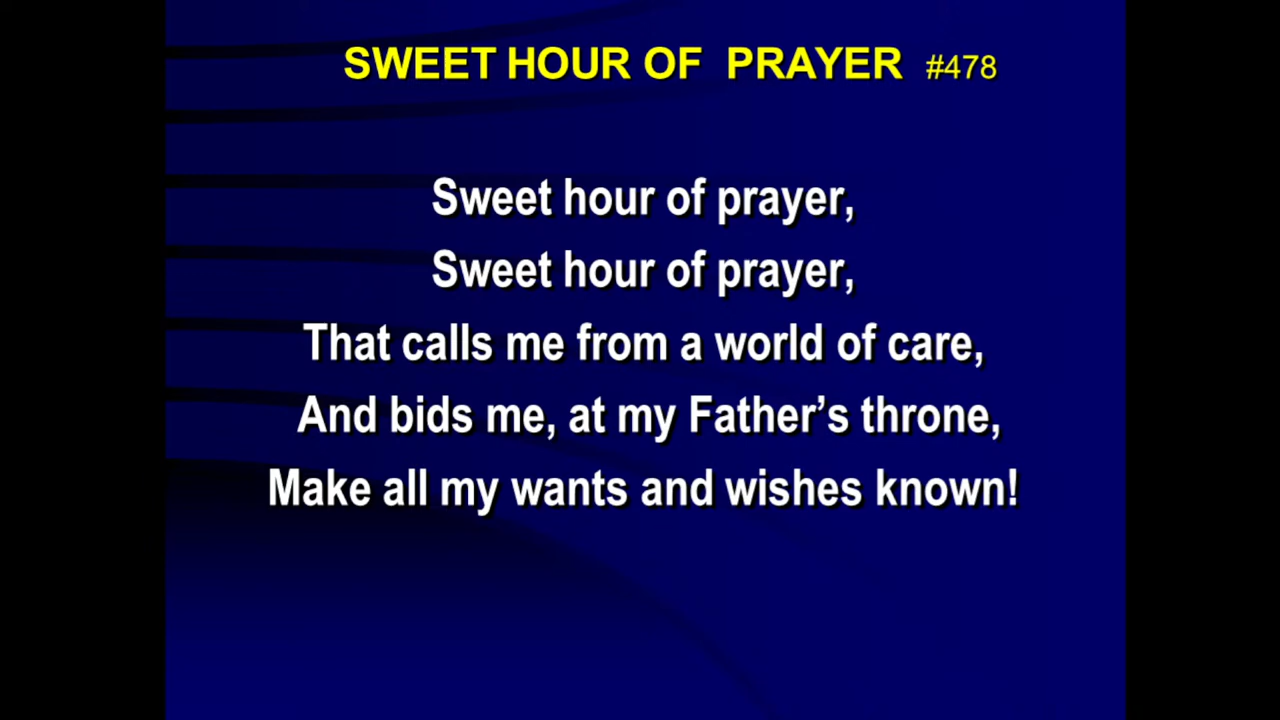 SWEET HOUR OF PRAYER #478
Sweet hour of prayer,
Sweet hour of prayer,
That calls me from a world of care,
And bids me, at my Father’s throne,
Make all my wants and wishes known!